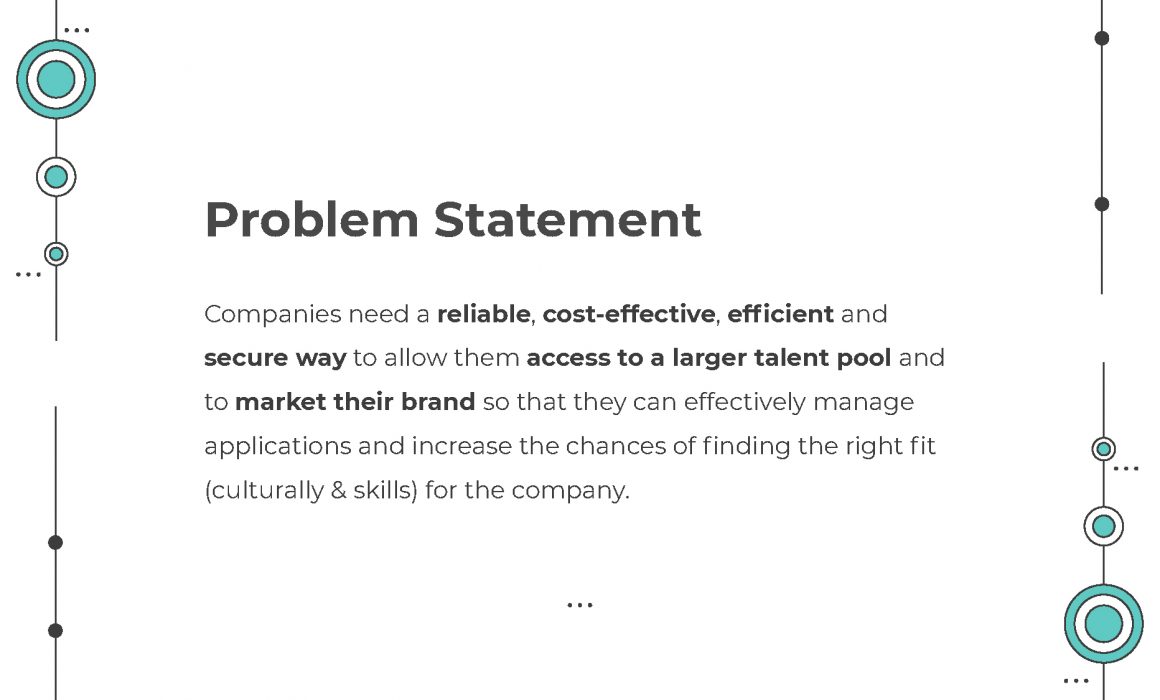 Problem Statement
Companies need a reliable, cost-effective, efficient and
secure way to allow them access to a larger talent pool and
to market their brand so that they can effectively manage
applications and increase the chances of finding the right fit
(culturally & skills) for the company.